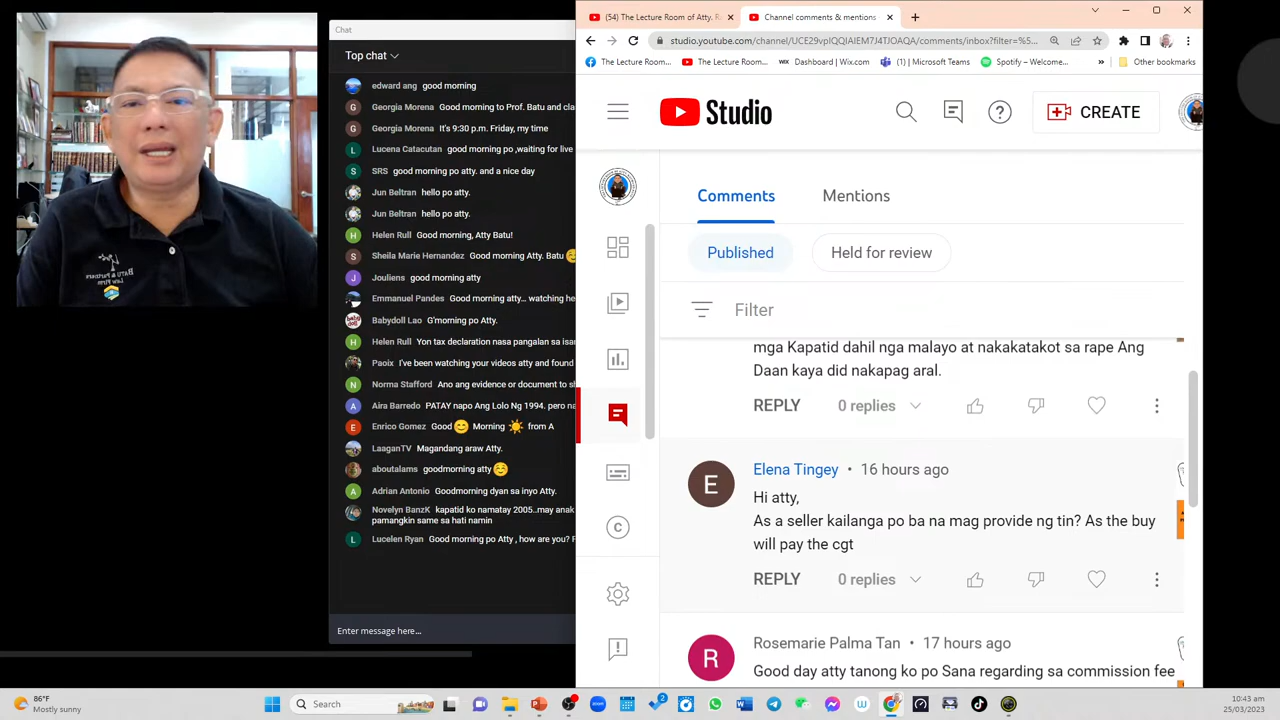 BATU & Partners
Law Firm
Chat
Top chat
edward ang good morning
Georgia Morena Good morning to Prof. Batu and cla
Georgia Morena It's 9:30 p.m. Friday, my time
Lucena Catacutan good morning po ,waiting for live
SRS good morning po atty. and a nice day
Jun Beltran hello po atty.
Jun Beltran hello po atty.
Helen Rull Good morning, Atty Batu!
Sheila Marie Hernandez Good morning Atty. Batu
Jouliens good morning atty
Emmanuel Pandes Good morning atty... watching he
Babydoll Lao G'morning po Atty.
Helen Rull Yon tax declaration nasa pangalan sa isan
Paoix I've been watching your videos atty and found
Norma Stafford Ano ang evidence or document to sh
Aira Barredo PATAY napo Ang Lolo Ng 1994. pero na
Enrico Gomez Good Morning from A
LaaganTV Magandang araw Atty.
aboutalams goodmorning atty
Adrian Antonio Goodmorning dyan sa inyo Atty.
Novelyn BanzK kapatid ko namatay 2005..may anak
pamangkin same sa hati namin
Lucelen Ryan Good morning po Atty , how are you? F
Enter message here...
(54) The Lecture Room of Atty. R
Channel comments & mentions
studio.youtube.com/channel/UCE29vpIQQIAIEM7J4TJOAQA/comments/inbox?filter=%5...
The Lecture Room...
The Lecture Room...
Dashboard | Wix.com
(1) | Microsoft Teams
Spotify – Welcome...
»
Other bookmarks
Studio
CREATE
Comments
Mentions
Published
Held for review
Filter
mga Kapatid dahil nga malayo at nakakatakot sa rape Ang
Daan kaya did nakapag aral.
REPLY
0 replies
E
Elena Tingey • 16 hours ago
Hi atty,
As a seller kailanga po ba na mag provide ng tin? As the buy
will pay the cgt
REPLY
0 replies
R
Rosemarie Palma Tan • 17 hours ago
Good day atty tanong ko po Sana regarding sa commission fee
86°F
Mostly sunny
Search
10:43 am
25/03/2023